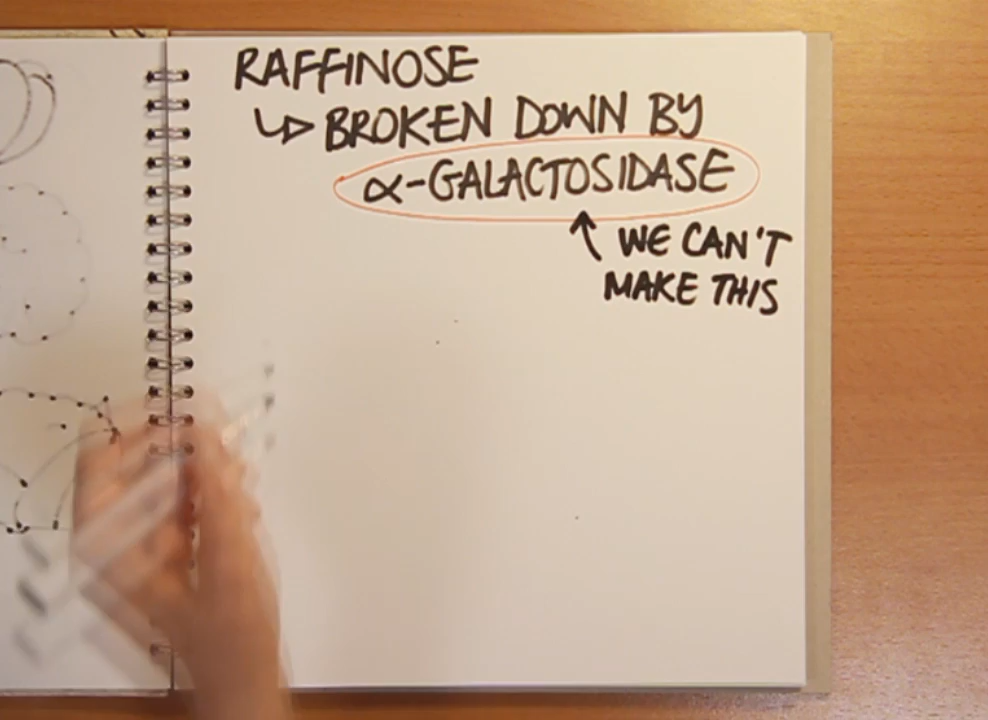 RAFFINOSE
↳ BROKEN DOWN BY
α-GALACTOSIDASE
↑ WE CAN'T
MAKE THIS